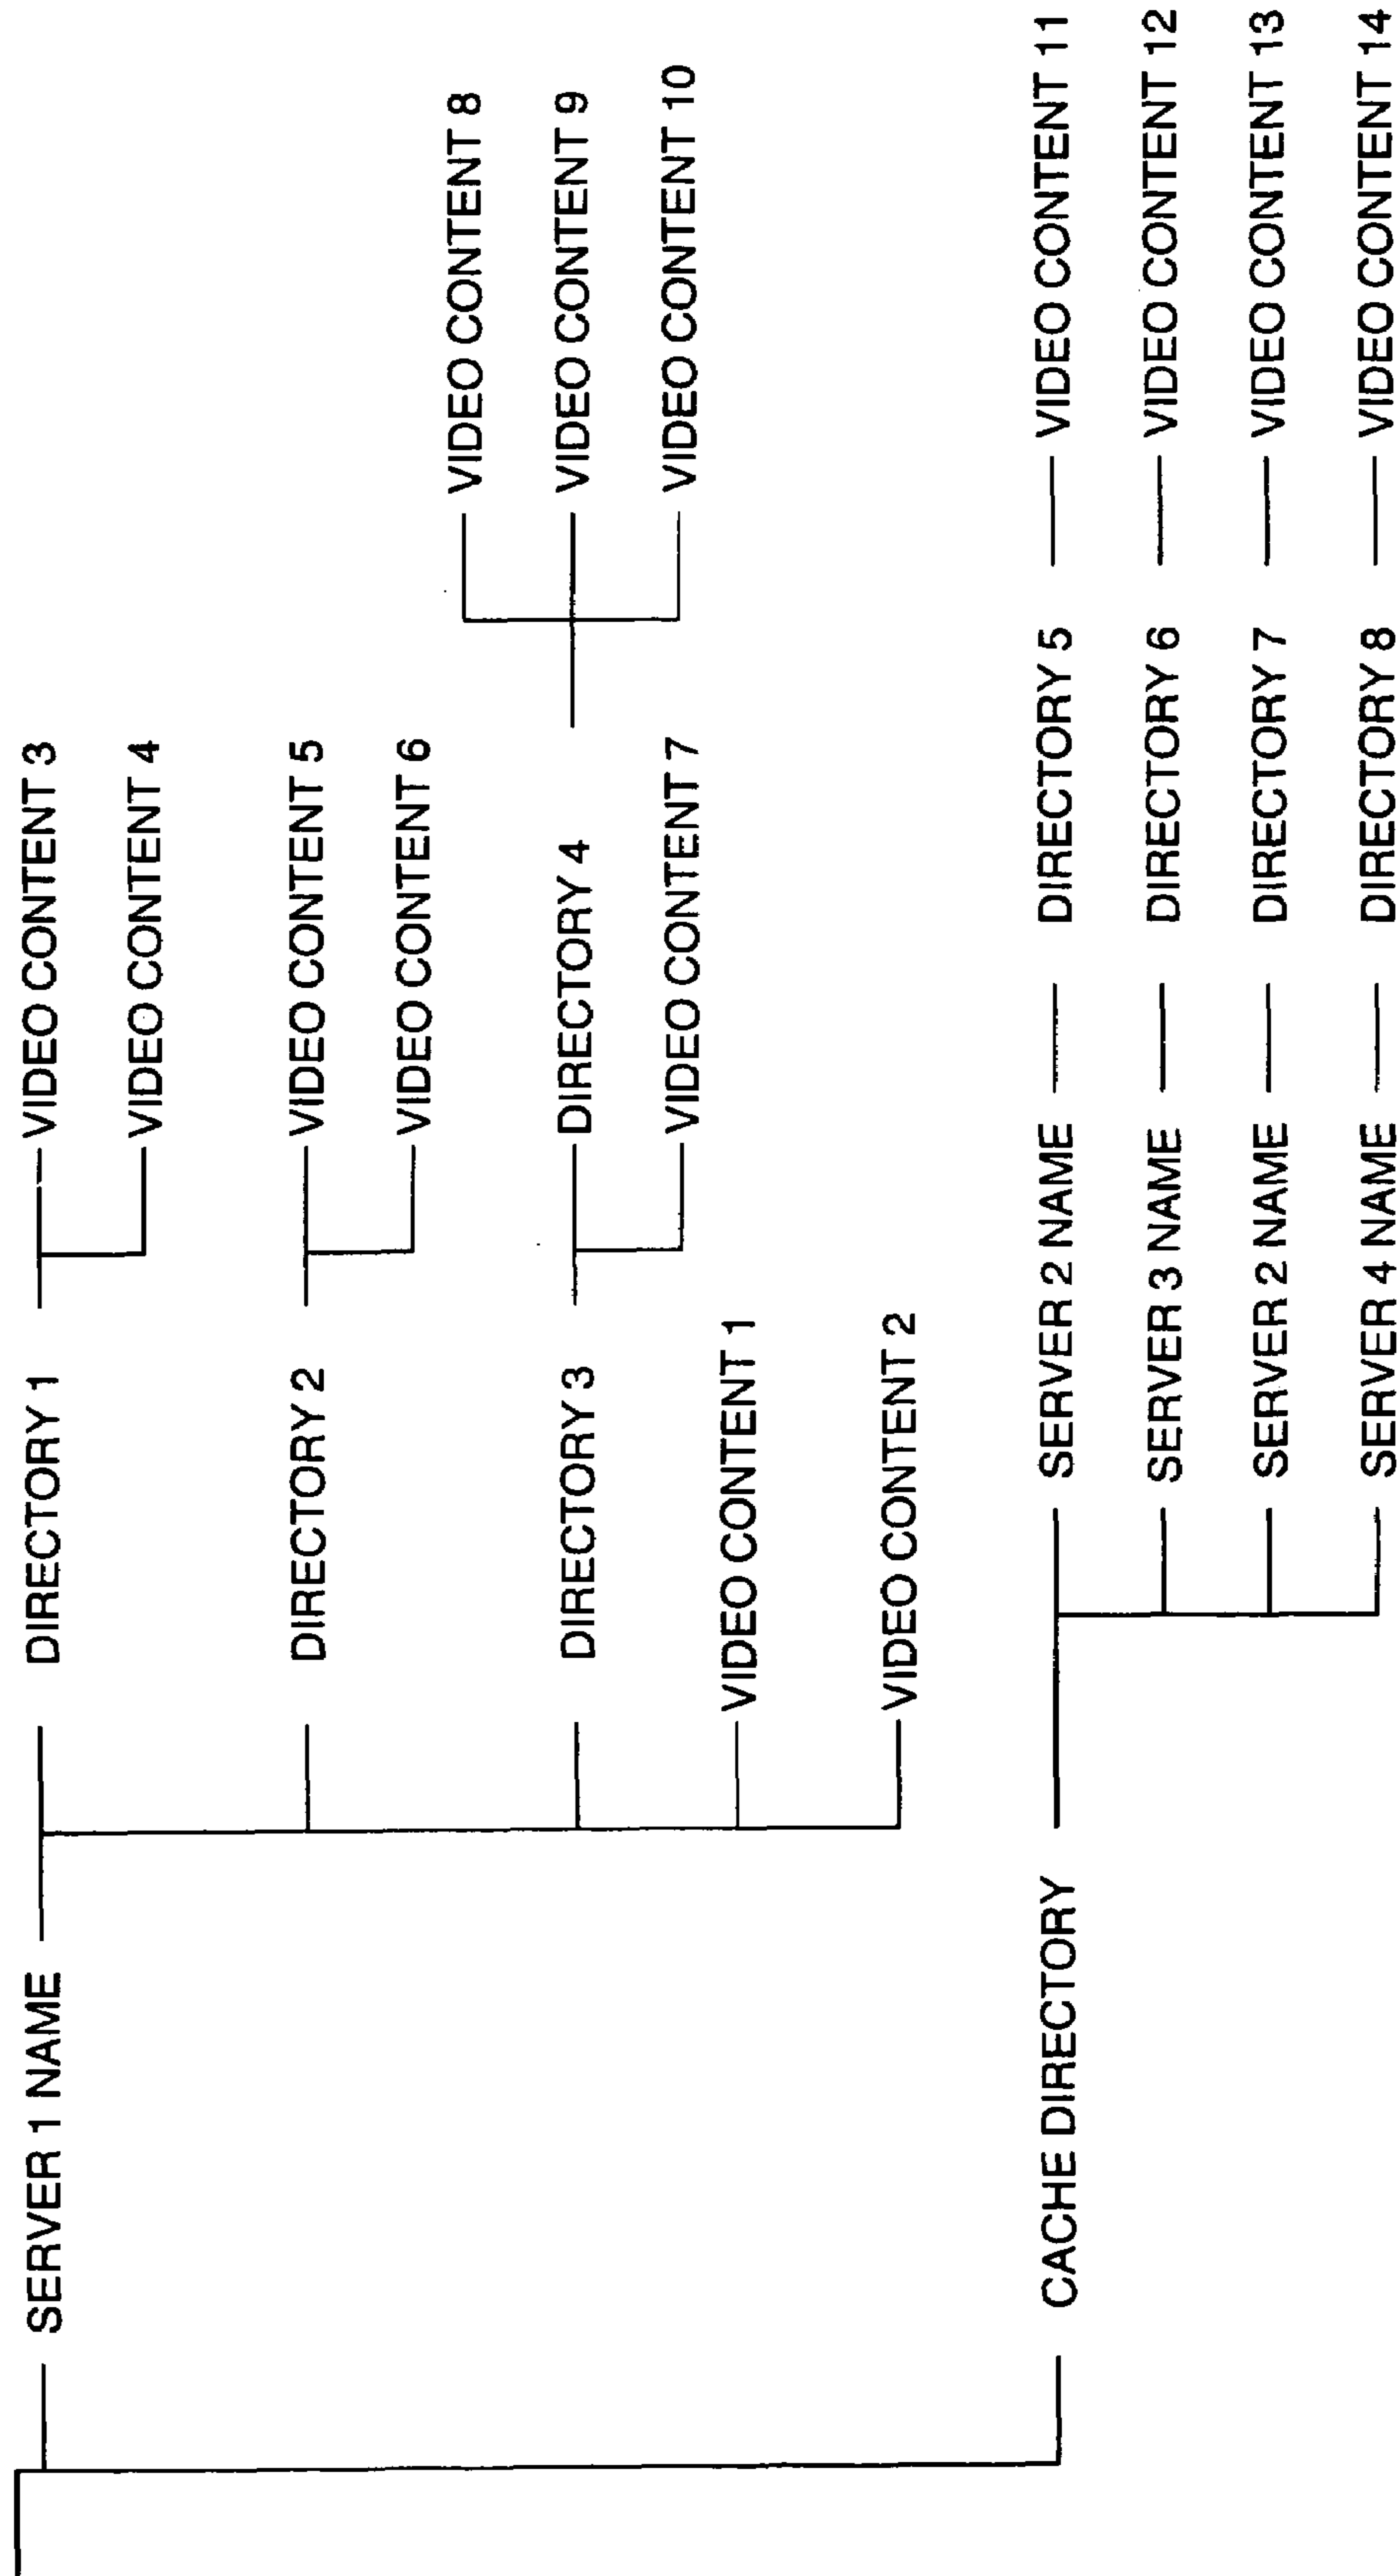 SERVER 1 NAME
DIRECTORY 1
VIDEO CONTENT 3
VIDEO CONTENT 4
DIRECTORY 2
VIDEO CONTENT 5
VIDEO CONTENT 6
DIRECTORY 3
DIRECTORY 4
VIDEO CONTENT 8
VIDEO CONTENT 9
VIDEO CONTENT 10
VIDEO CONTENT 7
VIDEO CONTENT 1
VIDEO CONTENT 2
CACHE DIRECTORY
SERVER 2 NAME
DIRECTORY 5
VIDEO CONTENT 11
SERVER 3 NAME
DIRECTORY 6
VIDEO CONTENT 12
SERVER 2 NAME
DIRECTORY 7
VIDEO CONTENT 13
SERVER 4 NAME
DIRECTORY 8
VIDEO CONTENT 14